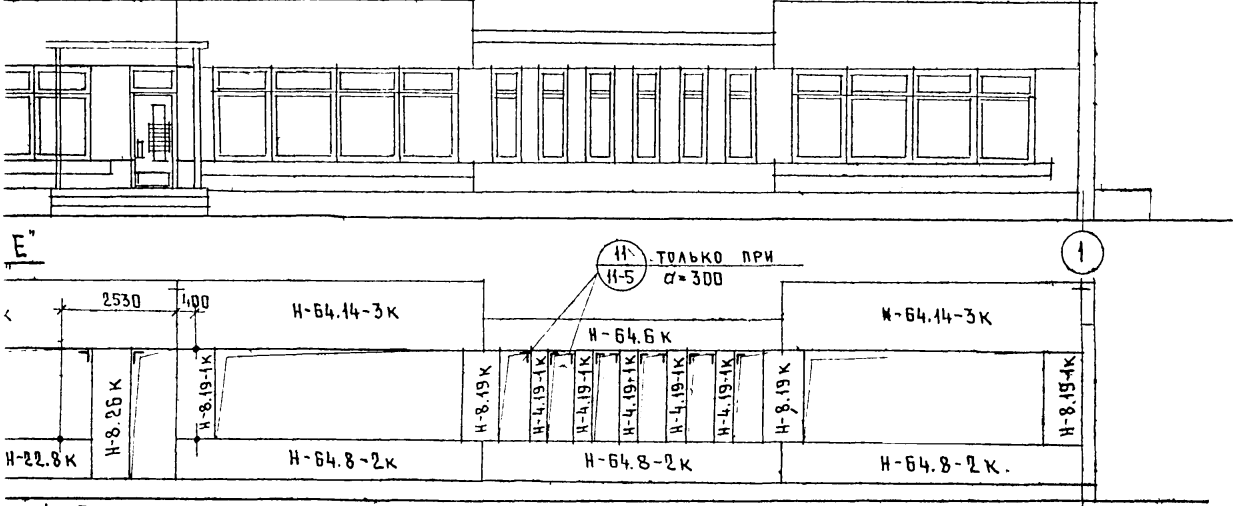 Е"
11
11-5
ТОЛЬКО ПРИ
α=300
1
2530
400
Н-64.14-3К
Н-64.14-3К
Н-64.6К
Н-8.26К
Н-8.19-1К
Н-8.19К
Н-4.19-1К
Н-4.19-1К
Н-4.19-1К
Н-4.19-1К
Н-4.19-1К
Н-8.19К
Н-8.19-1К
Н-22.8К
Н-64.8-2К
Н-64.8-2К
Н-64.8-2К.